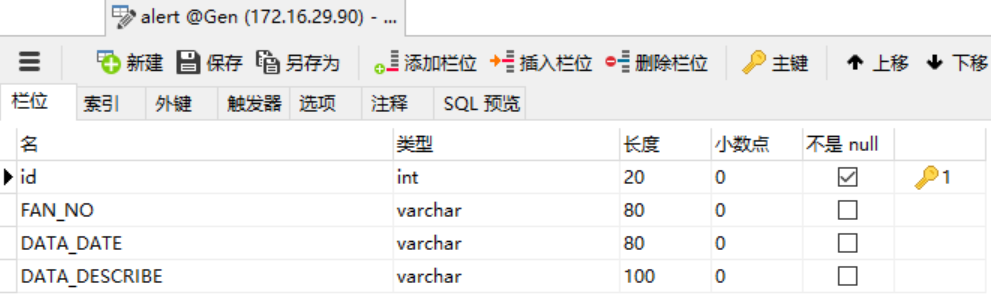 alert @Gen (172.16.29.90) - ...
新建 保存 另存为 添加栏位 插入栏位 删除栏位 主键 上移 下移
栏位 索引 外键 触发器 选项 注释 SQL 预览
名 类型 长度 小数点 不是 null
id int 20 0 1
FAN_NO varchar 80 0
DATA_DATE varchar 80 0
DATA_DESCRIBE varchar 100 0